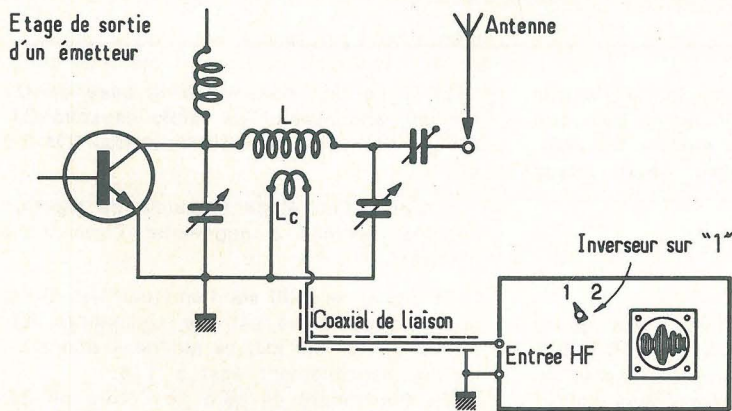 Etage de sortie
d'un émetteur
Antenne
L
Lc
Inverseur sur "1"
1 2
Coaxial de liaison
Entrée HF